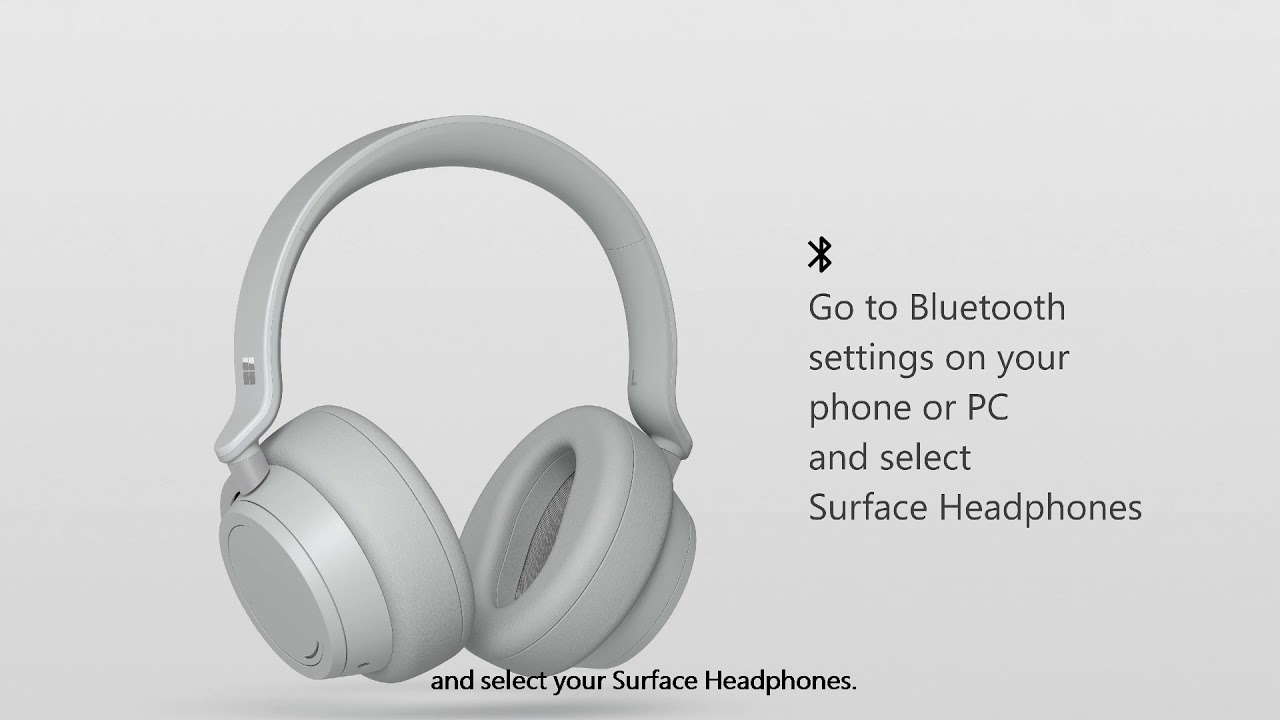 Go to Bluetooth
settings on your
phone or PC
and select
Surface Headphones
L
and select your Surface Headphones.